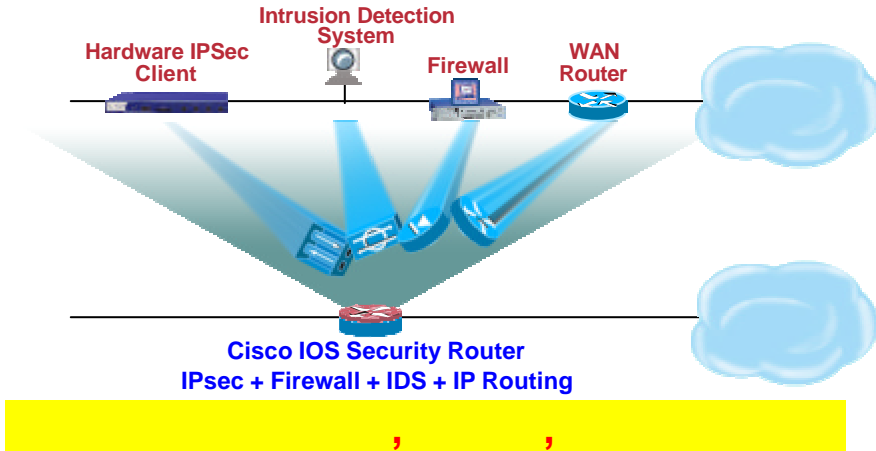 Intrusion Detection
System
Hardware IPSec
Client
Firewall
WAN
Router
Cisco IOS Security Router
IPsec + Firewall + IDS + IP Routing
, ,